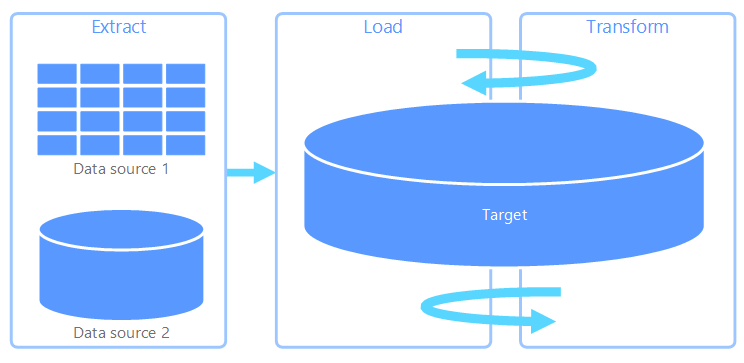 Extract
Load
Transform
Data source 1
Target
Data source 2